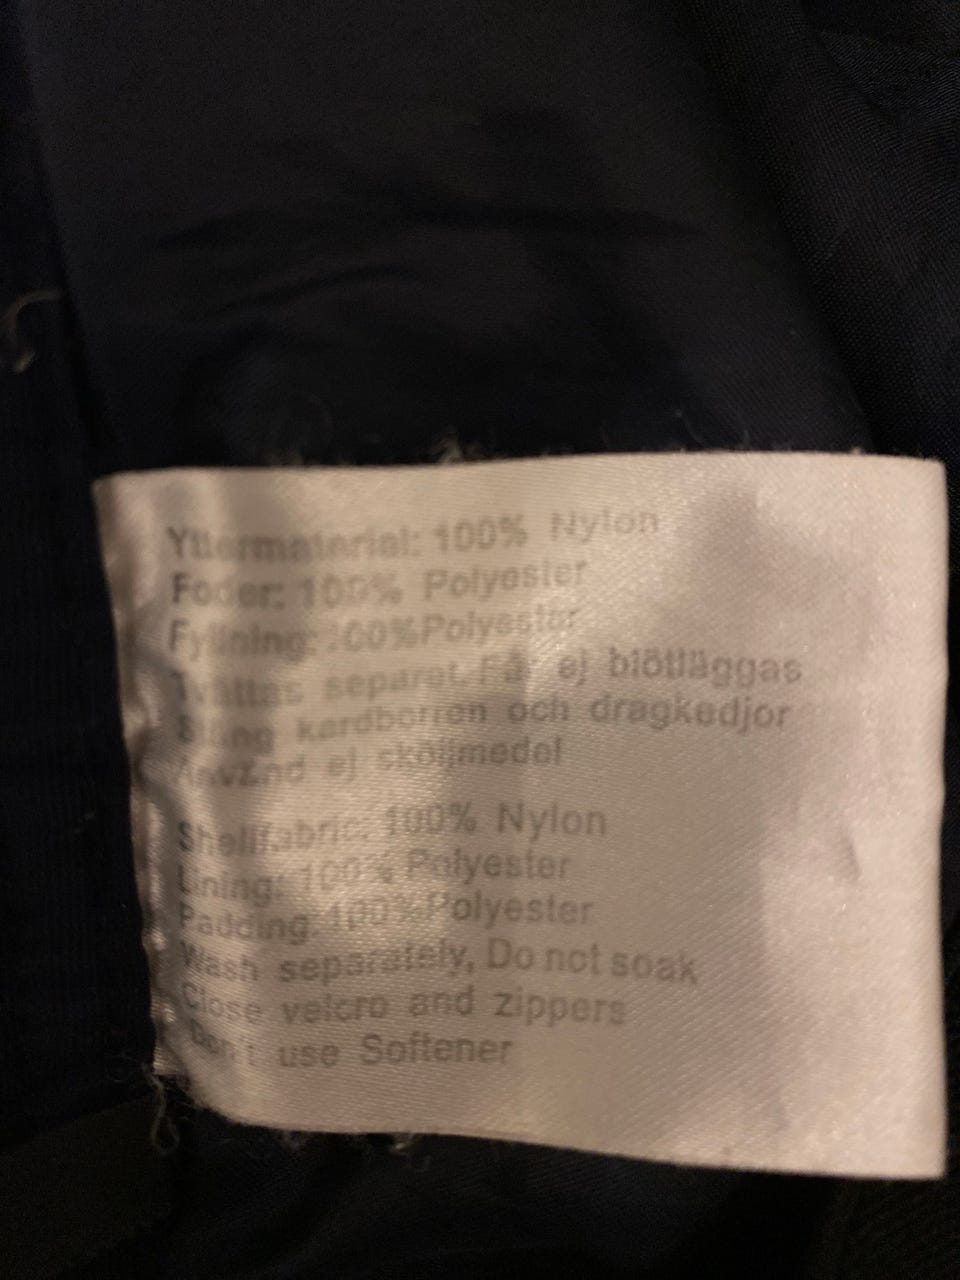 Yttermaterial: 100% Nylon
Foder: 100% Polyester
Fyllning: 100%Polyester
Tvättas separat. Får ej blötläggas
Stäng kardborren och dragkedjor
Använd ej sköljmedel
Shellfabric: 100% Nylon
Lining: 100% Polyester
Padding: 100%Polyester
Wash separately, Do not soak
Close velcro and zippers
Don't use Softener